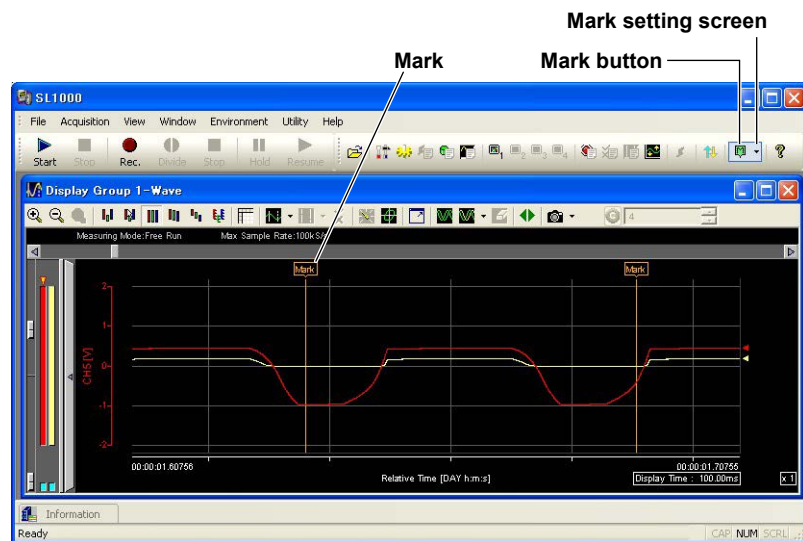 Mark setting screen
Mark Mark button
SL1000
File Acquisition View Window Environment Utility Help
Start Stop Rec. Divide Stop Hold Resume
Display Group 1-Wave
4
Measuring Mode:Free Run Max Sample Rate:100kS/s
Mark Mark
2
1
0
-1
-2
CH5 [V]
00:00:01.60756 00:00:01.70755
Relative Time [DAY h:m:s] Display Time : 100.00ms x 1
Information
Ready CAP NUM SCRL